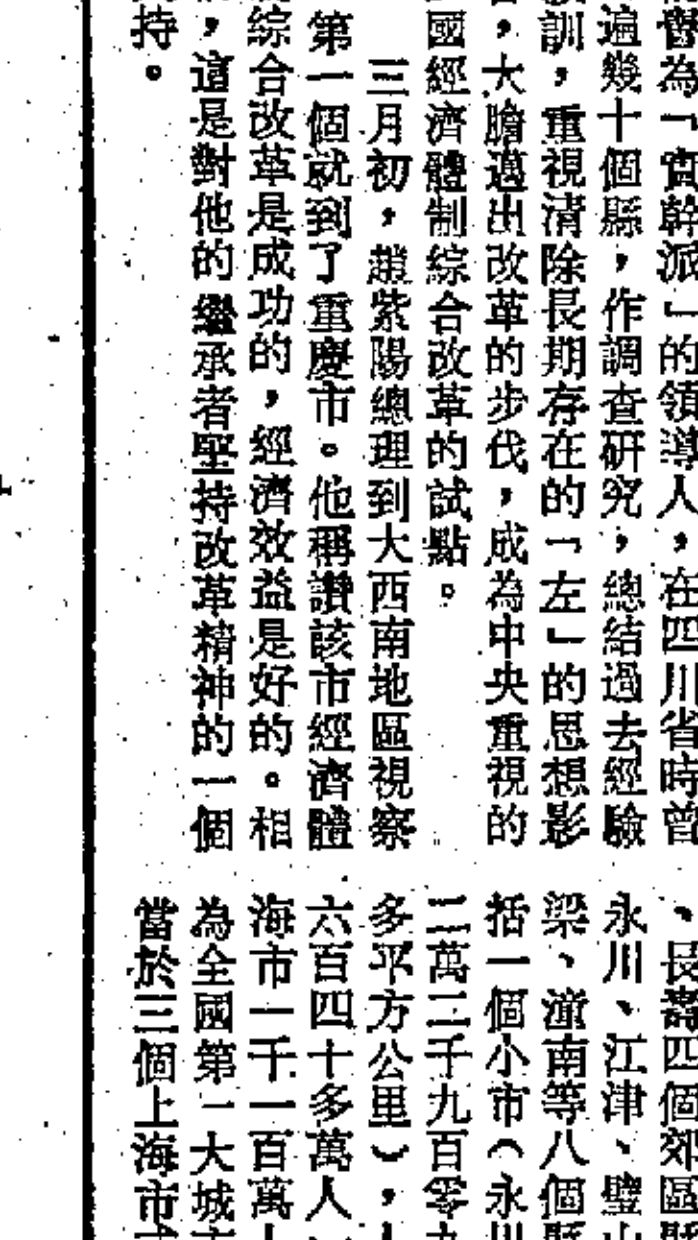 譽為「實幹派」的領導人，在四川省時曾
遍幾十個縣，作調查研究，總結過去經驗
訓，重視清除長期存在的「左」的思想影
，大膽邁出改革的步伐，成為中央重視的
國經濟體制綜合改革的試點。
三月初，趙紫陽總理到大西南地區視察
第一個就到了重慶市。他稱讚該市經濟體
綜合改革是成功的，經濟效益是好的。相
，這是對他的繼承者堅持改革精神的一個
持。
、長壽四個郊區
永川、江津、璧山
梁、潼南等八個縣
括一個小市（永川
二萬二千九百零九
多平方公里），
六百四十多萬人
海市一千一百萬
為全國第一大城市
當於三個上海市